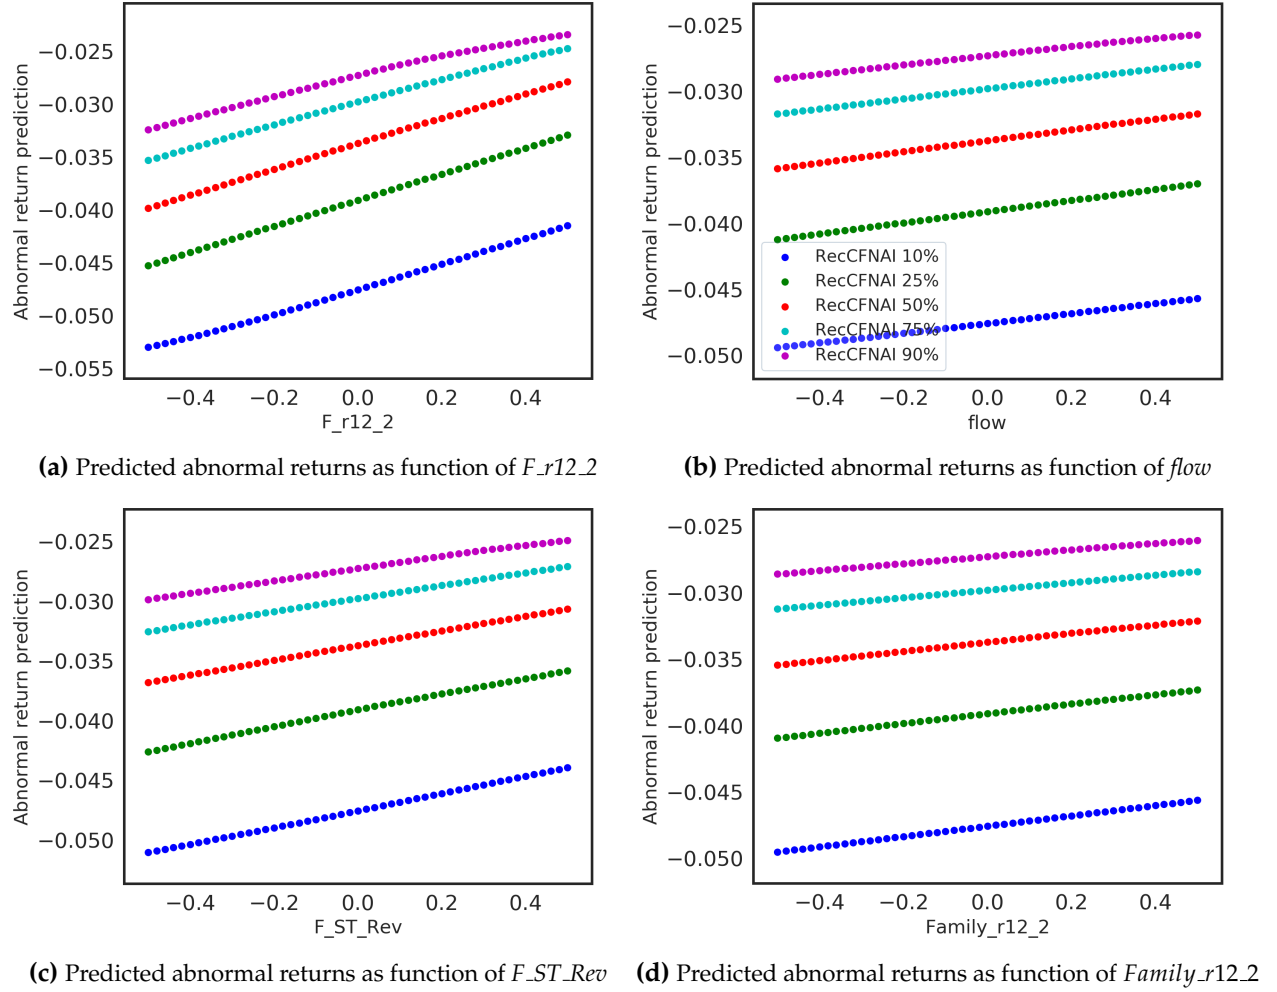 −0.025
−0.030
−0.035
−0.040
−0.045
−0.050
−0.055
Abnormal return prediction
−0.4 −0.2 0.0 0.2 0.4
F_r12_2
(a) Predicted abnormal returns as function of F_r12_2
−0.025
−0.030
−0.035
−0.040
−0.045
−0.050
Abnormal return prediction
RecCFNAI 10%
RecCFNAI 25%
RecCFNAI 50%
RecCFNAI 75%
RecCFNAI 90%
−0.4 −0.2 0.0 0.2 0.4
flow
(b) Predicted abnormal returns as function of flow
−0.025
−0.030
−0.035
−0.040
−0.045
−0.050
Abnormal return prediction
−0.4 −0.2 0.0 0.2 0.4
F_ST_Rev
(c) Predicted abnormal returns as function of F_ST_Rev
−0.025
−0.030
−0.035
−0.040
−0.045
−0.050
Abnormal return prediction
−0.4 −0.2 0.0 0.2 0.4
Family_r12_2
(d) Predicted abnormal returns as function of Family_r12_2